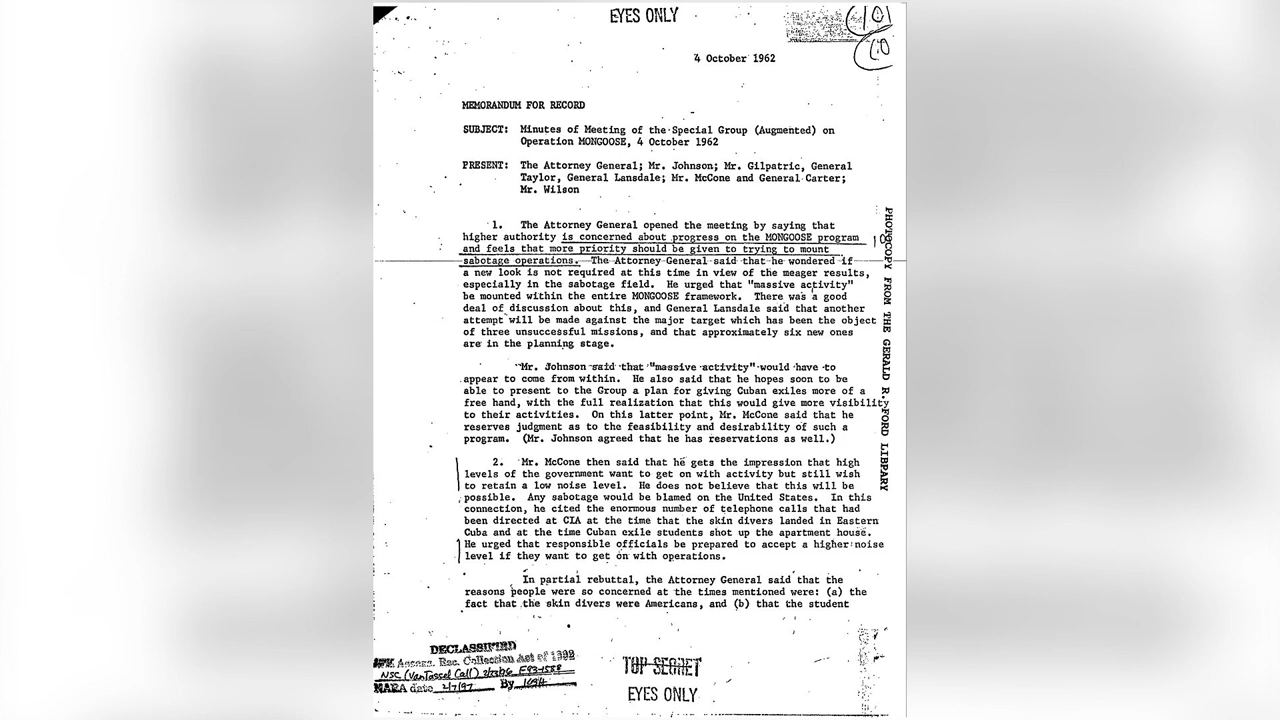 EYES ONLY
101
10
4 October 1962
MEMORANDUM FOR RECORD
SUBJECT: Minutes of Meeting of the Special Group (Augmented) on
Operation MONGOOSE, 4 October 1962
PRESENT: The Attorney General; Mr. Johnson; Mr. Gilpatric, General
Taylor, General Lansdale; Mr. McCone and General Carter;
Mr. Wilson
1. The Attorney General opened the meeting by saying that
higher authority is concerned about progress on the MONGOOSE program
and feels that more priority should be given to trying to mount
sabotage operations. The Attorney General said that he wondered if
a new look is not required at this time in view of the meager results,
especially in the sabotage field. He urged that "massive activity"
be mounted within the entire MONGOOSE framework. There was a good
deal of discussion about this, and General Lansdale said that another
attempt will be made against the major target which has been the object
of three unsuccessful missions, and that approximately six new ones
are in the planning stage.
Mr. Johnson said that "massive activity" would have to
appear to come from within. He also said that he hopes soon to be
able to present to the Group a plan for giving Cuban exiles more of a
free hand, with the full realization that this would give more visibility
to their activities. On this latter point, Mr. McCone said that he
reserves judgment as to the feasibility and desirability of such a
program. (Mr. Johnson agreed that he has reservations as well.)
2. Mr. McCone then said that he gets the impression that high
levels of the government want to get on with activity but still wish
to retain a low noise level. He does not believe that this will be
possible. Any sabotage would be blamed on the United States. In this
connection, he cited the enormous number of telephone calls that had
been directed at CIA at the time that the skin divers landed in Eastern
Cuba and at the time Cuban exile students shot up the apartment house.
He urged that responsible officials be prepared to accept a higher noise
level if they want to get on with operations.
In partial rebuttal, the Attorney General said that the
reasons people were so concerned at the times mentioned were: (a) the
fact that the skin divers were Americans, and (b) that the student
PHOTOCOPY FROM THE GERALD R. FORD LIBRARY
DECLASSIFIED
JFK Assass. Rec. Collection Act of 1992
NSC (VanTassel Call)
NARA date 2/7/97 By
TOP SECRET
EYES ONLY